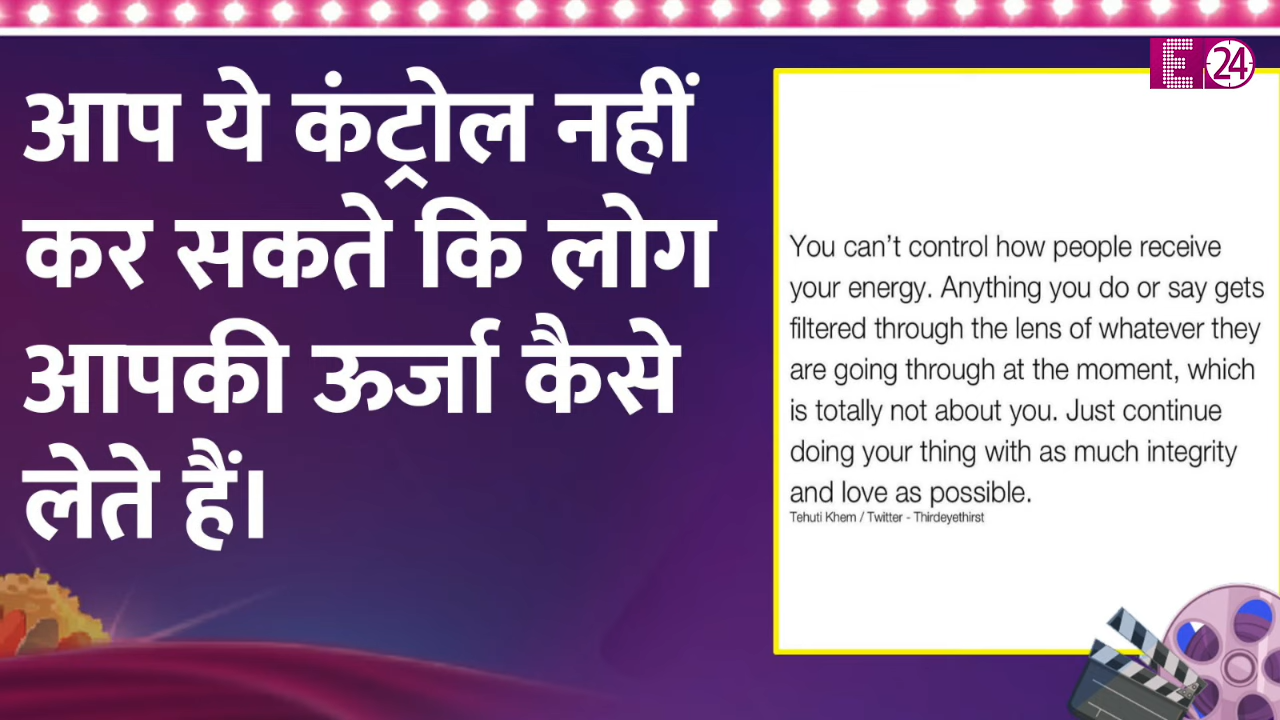 आप ये कंट्रोल नहीं
कर सकते कि लोग
आपकी ऊर्जा कैसे
लेते हैं।
E 24
You can't control how people receive
your energy. Anything you do or say gets
filtered through the lens of whatever they
are going through at the moment, which
is totally not about you. Just continue
doing your thing with as much integrity
and love as possible.
Tehuti Khem / Twitter - Thirdeyethirst